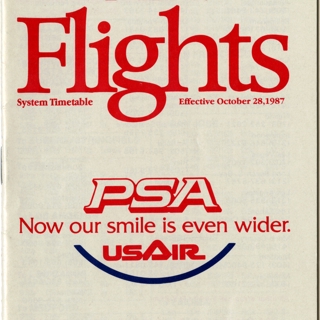 Flights
System Timetable Effective October 28,1987
PSA
Now our smile is even wider.
USAIR